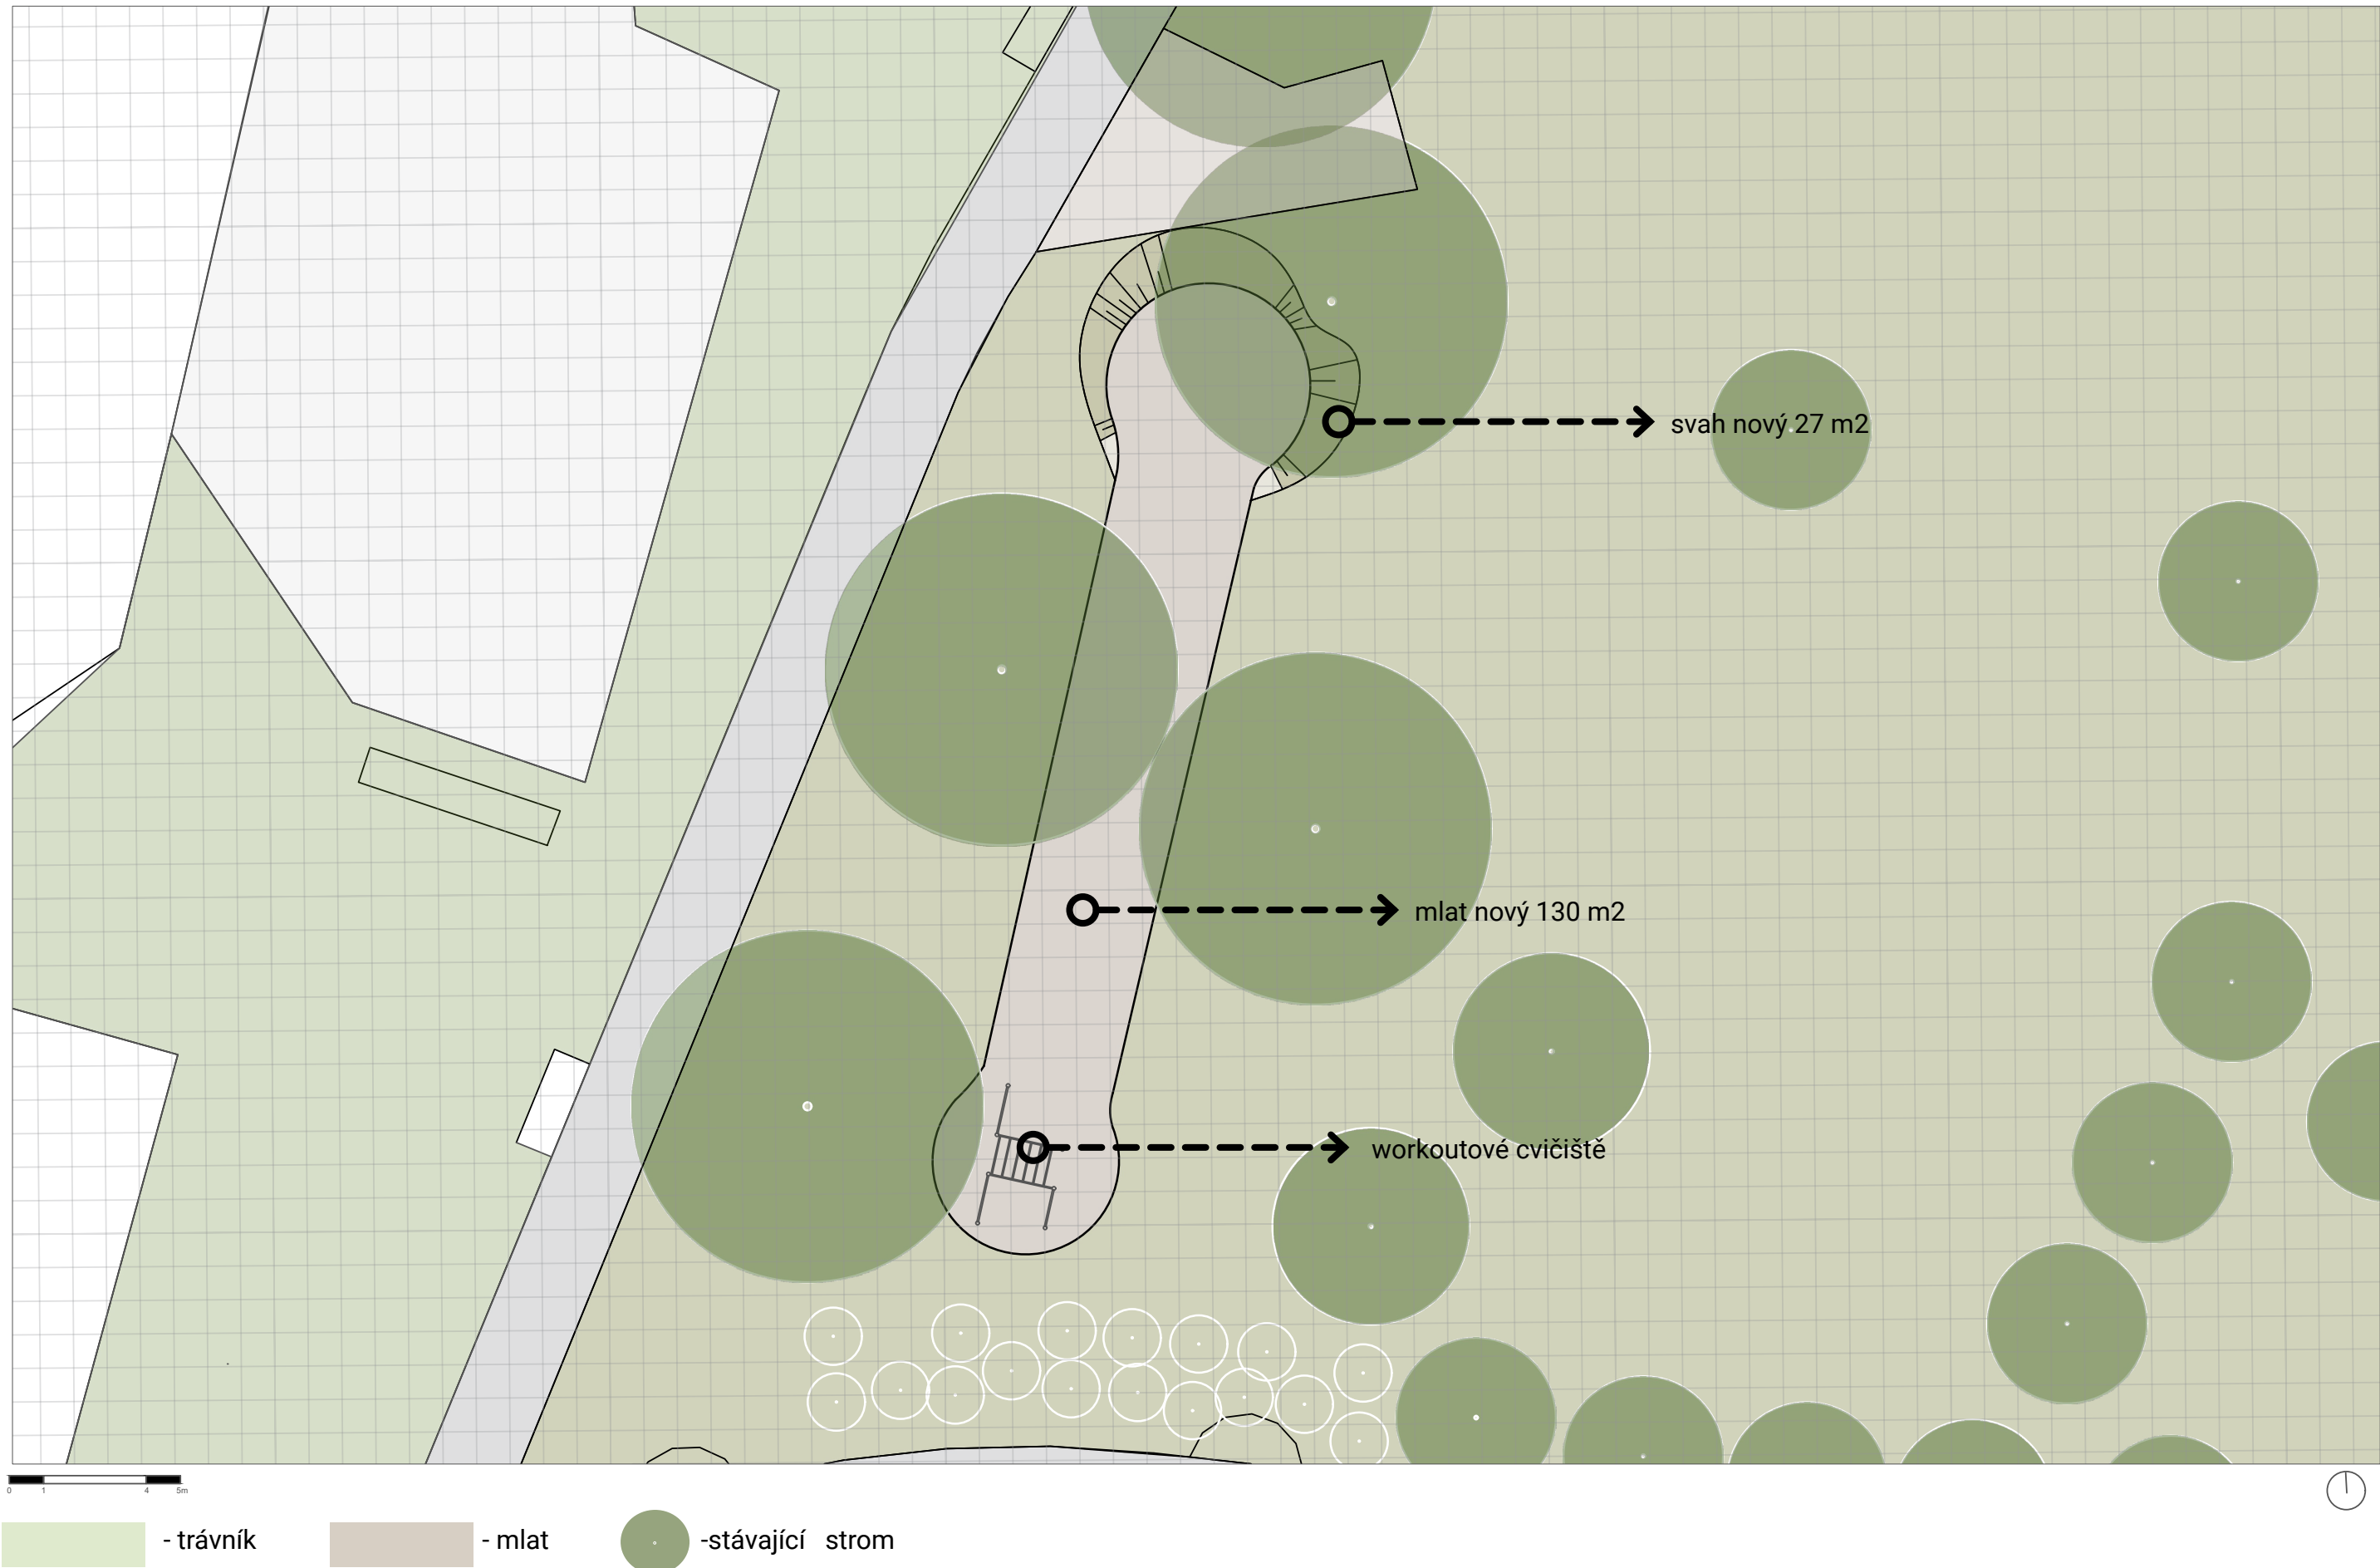 svah nový 27 m2
mlat nový 130 m2
workoutové cvičiště
0 1 4 5m
- trávník - mlat -stávající strom